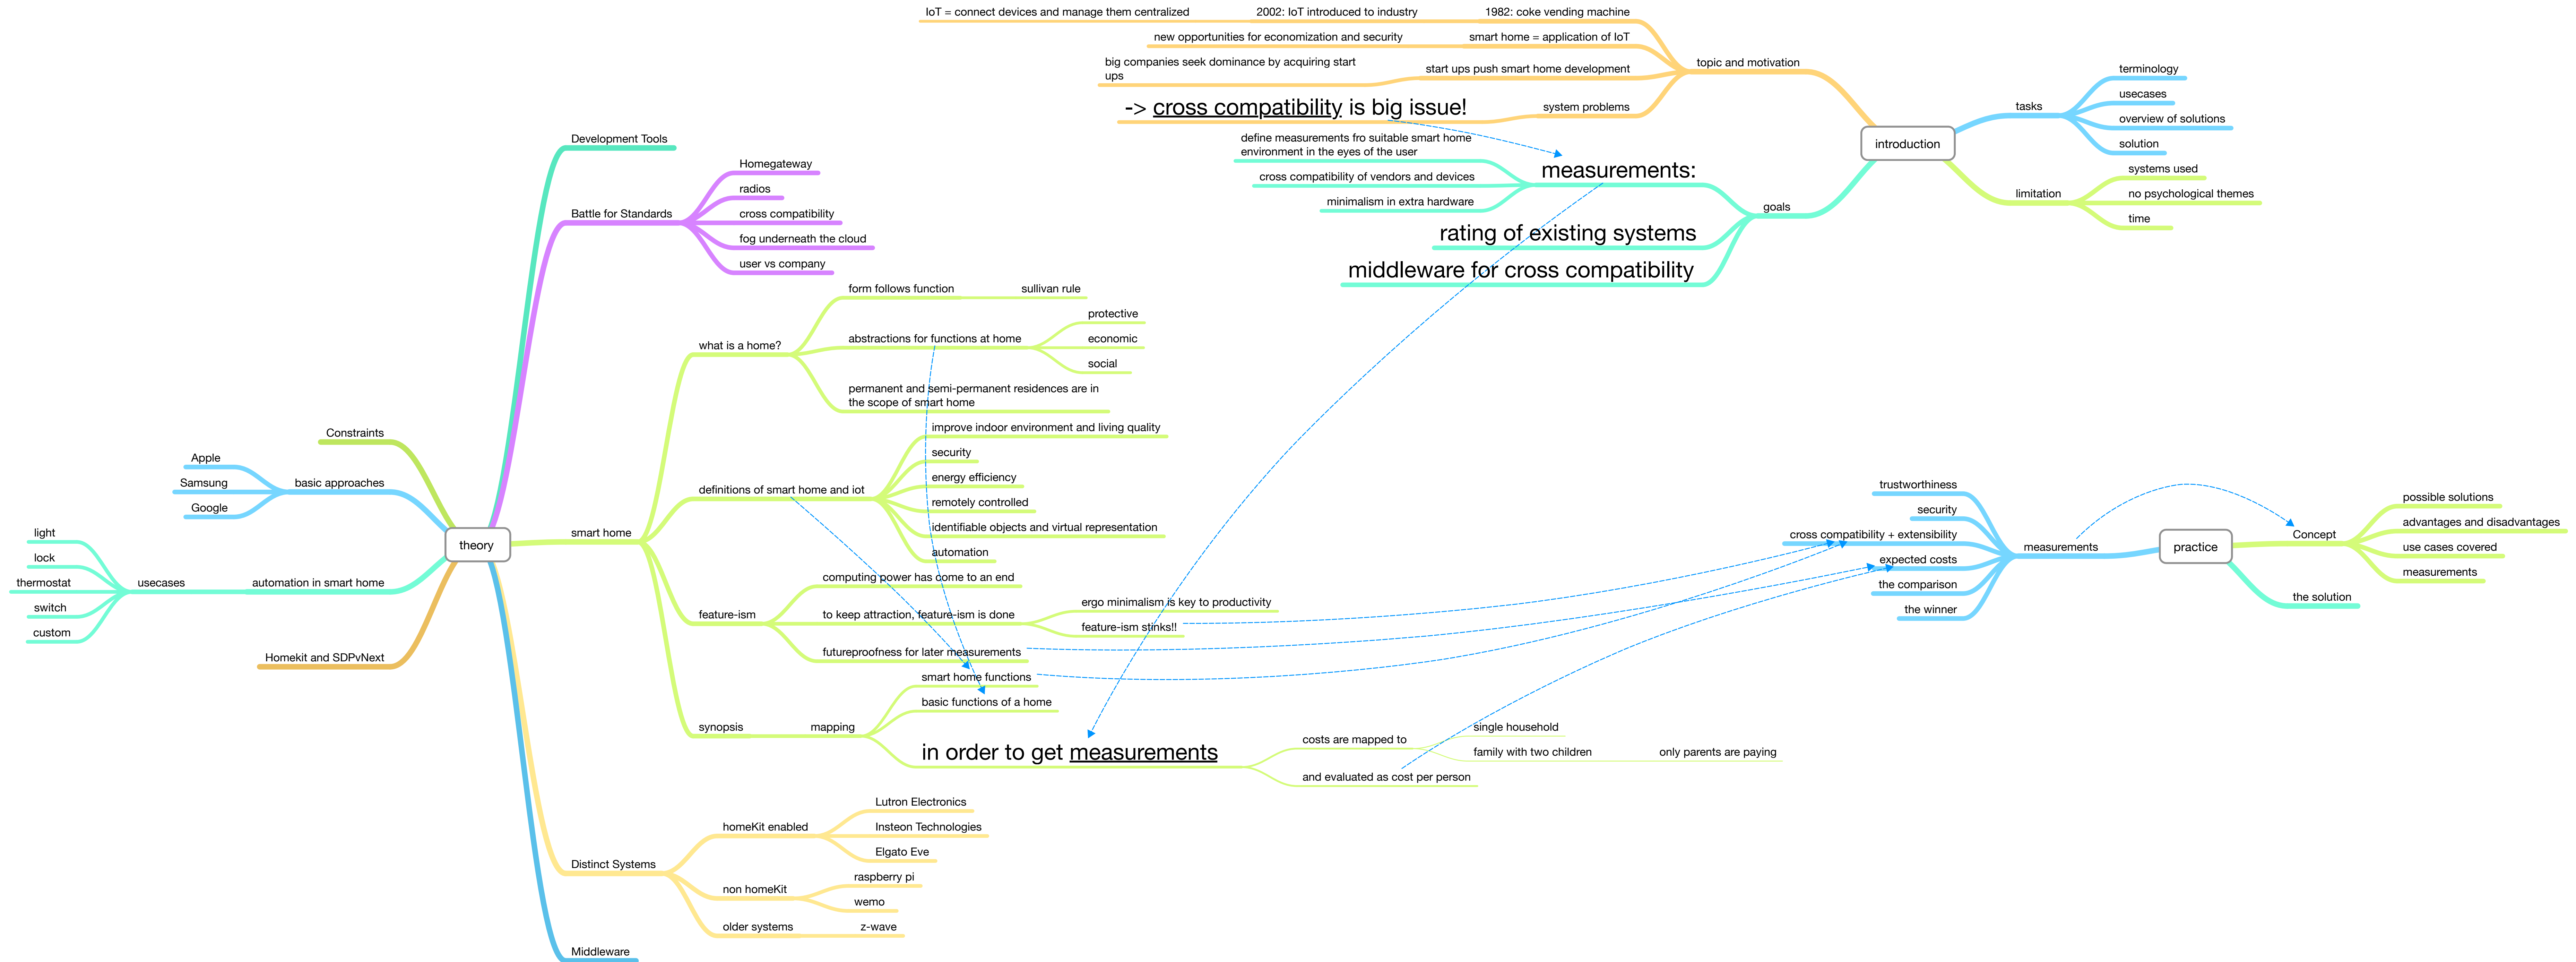 IoT = connect devices and manage them centralized
2002: IoT introduced to industry
1982: coke vending machine
new opportunities for economization and security
smart home = application of IoT
big companies seek dominance by acquiring start
ups
start ups push smart home development
-> cross compatibility is big issue!
system problems
topic and motivation
define measurements fro suitable smart home
environment in the eyes of the user
cross compatibility of vendors and devices
minimalism in extra hardware
measurements:
rating of existing systems
middleware for cross compatibility
goals
introduction
tasks
terminology
usecases
overview of solutions
solution
limitation
systems used
no psychological themes
time
Development Tools
Battle for Standards
Homegateway
radios
cross compatibility
fog underneath the cloud
user vs company
Constraints
Apple
Samsung
Google
basic approaches
light
lock
thermostat
switch
custom
usecases
automation in smart home
Homekit and SDPvNext
theory
smart home
what is a home?
form follows function
sullivan rule
abstractions for functions at home
protective
economic
social
permanent and semi-permanent residences are in
the scope of smart home
definitions of smart home and iot
improve indoor environment and living quality
security
energy efficiency
remotely controlled
identifiable objects and virtual representation
automation
feature-ism
computing power has come to an end
to keep attraction, feature-ism is done
ergo minimalism is key to productivity
feature-ism stinks!!
futureproofness for later measurements
synopsis
mapping
smart home functions
basic functions of a home
in order to get measurements
costs are mapped to
single household
family with two children
only parents are paying
and evaluated as cost per person
Distinct Systems
homeKit enabled
Lutron Electronics
Insteon Technologies
Elgato Eve
non homeKit
raspberry pi
wemo
older systems
z-wave
Middleware
trustworthiness
security
cross compatibility + extensibility
expected costs
the comparison
the winner
measurements
practice
Concept
possible solutions
advantages and disadvantages
use cases covered
measurements
the solution